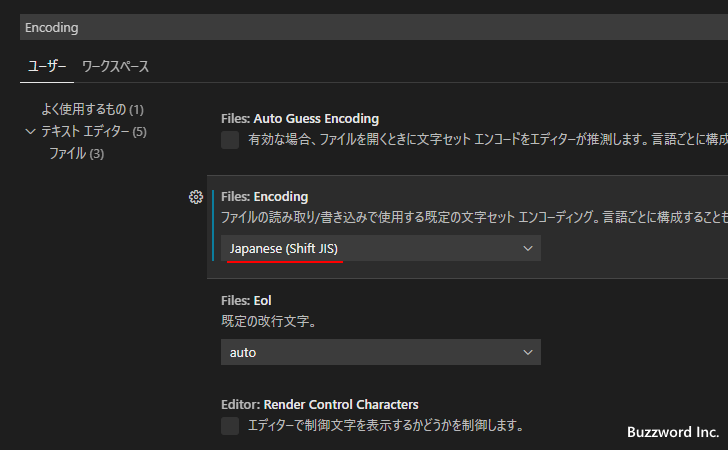 Encoding
ユーザー ワークスペース
よく使用するもの (1)
テキスト エディター (5)
ファイル (3)
Files: Auto Guess Encoding
有効な場合、ファイルを開くときに文字セット エンコードをエディターが推測します。言語ごとに構成
Files: Encoding
ファイルの読み取り/書き込みで使用する既定の文字セット エンコーディング。言語ごとに構成することも
Japanese (Shift JIS)
Files: Eol
既定の改行文字。
auto
Editor: Render Control Characters
エディターで制御文字を表示するかどうかを制御します。
Buzzword Inc.